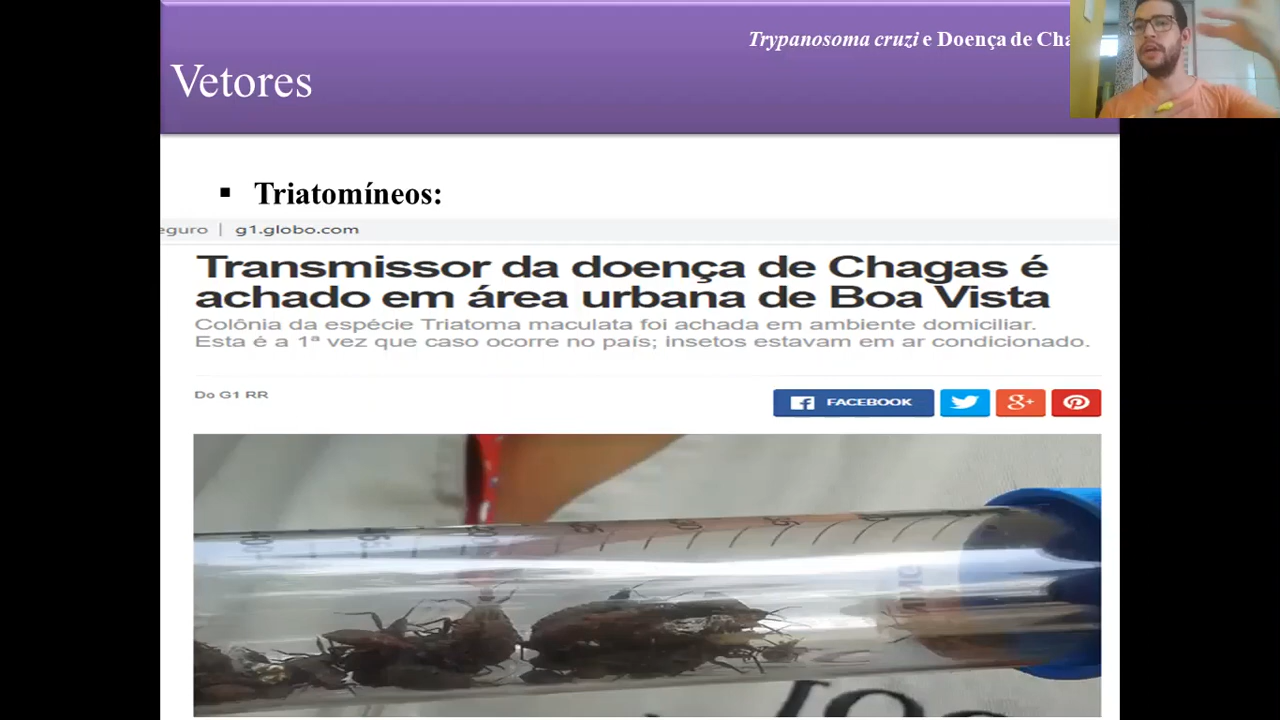 Trypanosoma cruzi e Doença de Cha
Vetores
▪ Triatomíneos:
eguro | g1.globo.com
Transmissor da doença de Chagas é
achado em área urbana de Boa Vista
Colônia da espécie Triatoma maculata foi achada em ambiente domiciliar.
Esta é a 1ª vez que caso ocorre no país; insetos estavam em ar condicionado.
Do G1 RR
FACEBOOK